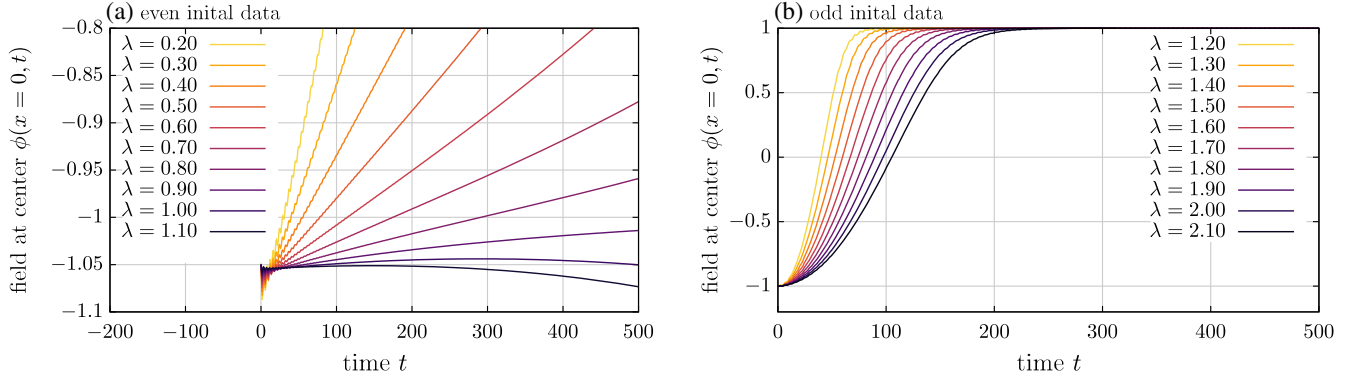 (a) even inital data
field at center ϕ(x = 0, t)
−0.8
−0.85
−0.9
−0.95
−1
−1.05
−1.1
λ = 0.20
λ = 0.30
λ = 0.40
λ = 0.50
λ = 0.60
λ = 0.70
λ = 0.80
λ = 0.90
λ = 1.00
λ = 1.10
−200 −100 0 100 200 300 400 500
time t
(b) odd inital data
field at center ϕ(x = 0, t)
1
0.5
0
−0.5
−1
λ = 1.20
λ = 1.30
λ = 1.40
λ = 1.50
λ = 1.60
λ = 1.70
λ = 1.80
λ = 1.90
λ = 2.00
λ = 2.10
0 100 200 300 400 500
time t